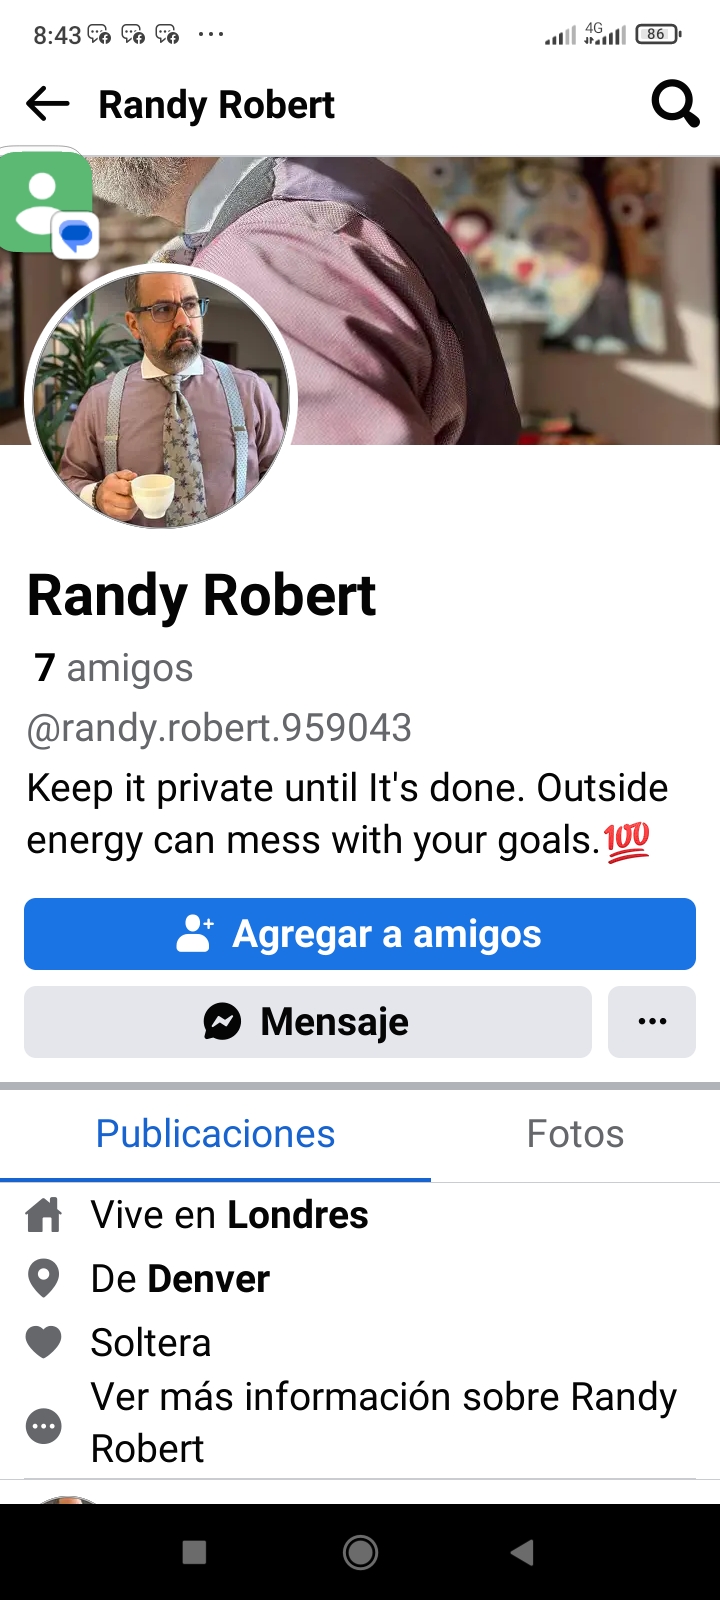 8:43
4G
86
Randy Robert
Randy Robert
7 amigos
@randy.robert.959043
Keep it private until It's done. Outside
energy can mess with your goals.💯
Agregar a amigos
Mensaje
Publicaciones
Fotos
Vive en Londres
De Denver
Soltera
Ver más información sobre Randy
Robert